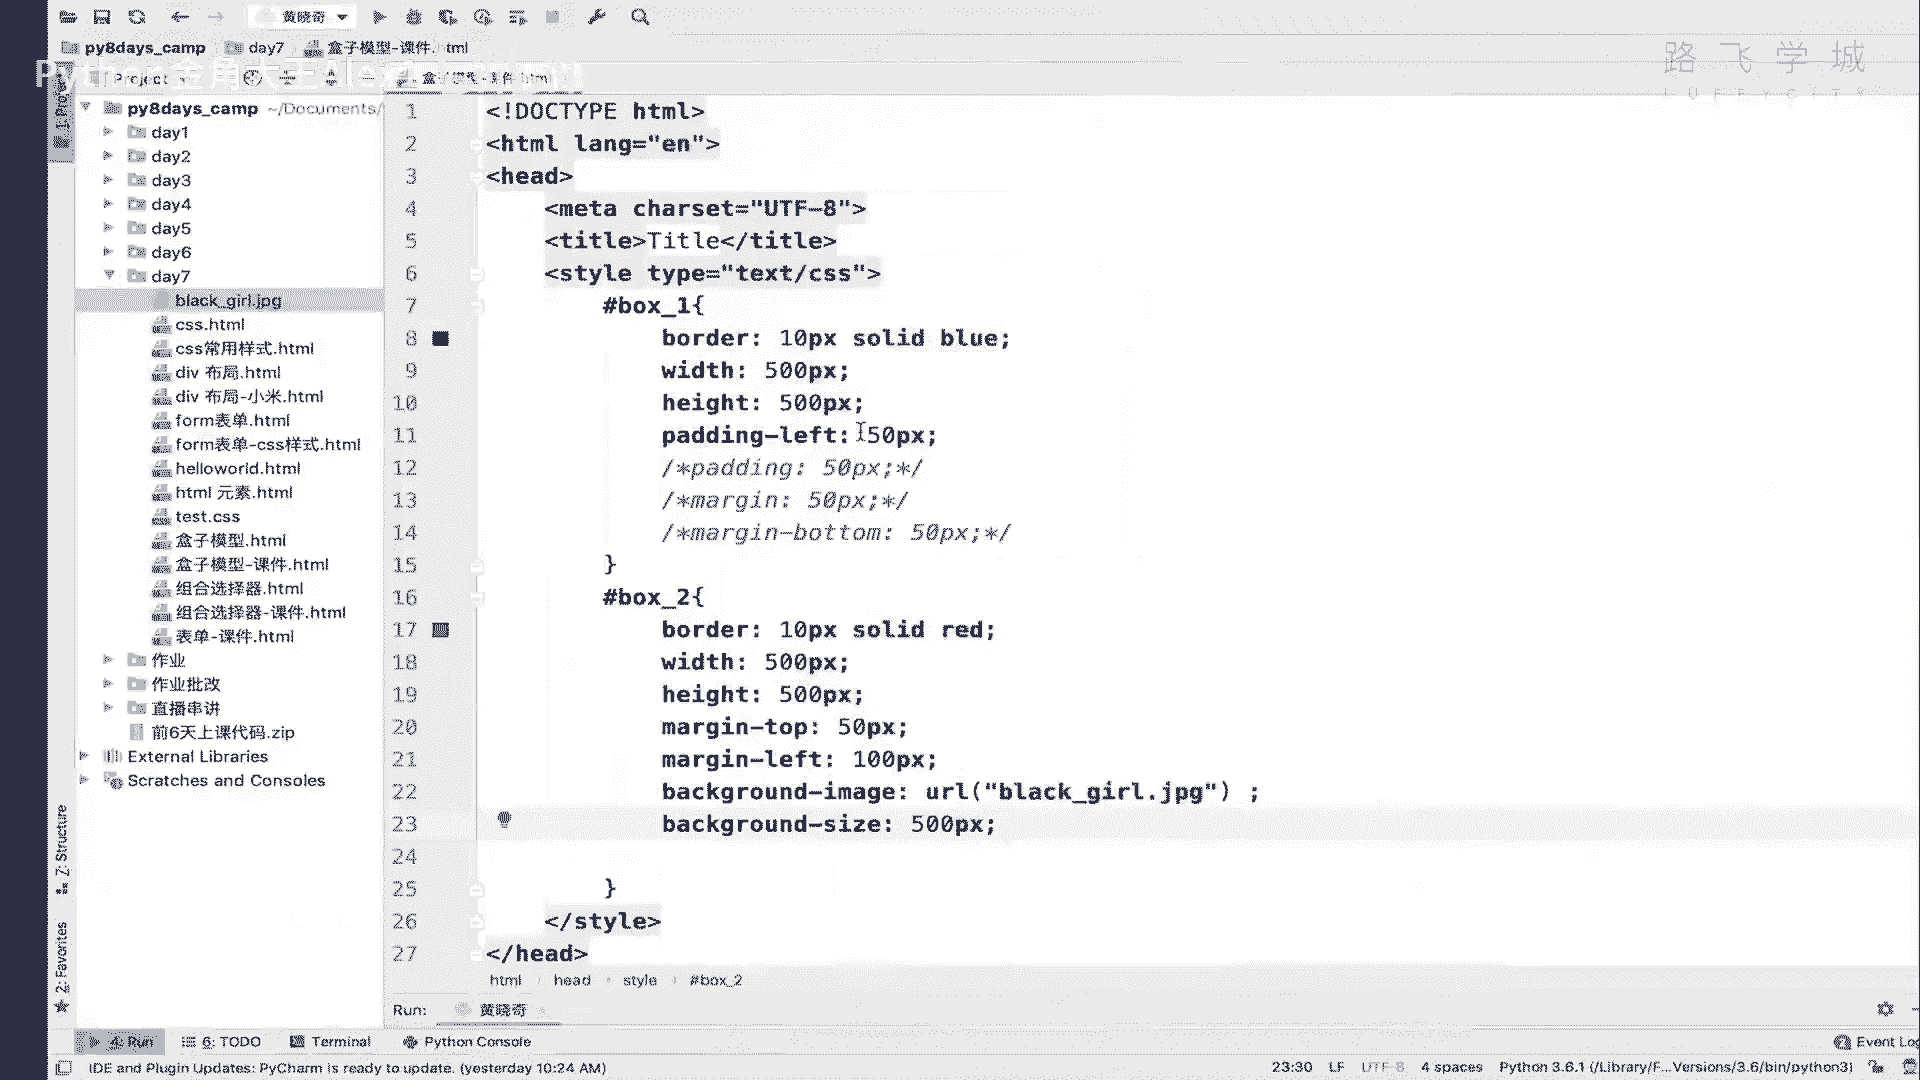 黄晓奇
py8days_camp day7 盒子模型-课件.html
路飞学城
LUFFYCITY
Python金角大王Alex
Project
盒子模型-课件.html
1: Project
py8days_camp ~/Documents/
day1
day2
day3
day4
day5
day6
day7
black_girl.jpg
css.html
css常用样式.html
div 布局.html
div 布局-小米.html
form表单.html
form表单-css样式.html
helloworld.html
html 元素.html
test.css
盒子模型.html
盒子模型-课件.html
组合选择器.html
组合选择器-课件.html
表单-课件.html
作业
作业批改
直播串讲
前6天上课代码.zip
External Libraries
Scratches and Consoles
Z: Structure
2: Favorites
1 <!DOCTYPE html>
2 <html lang="en">
3 <head>
4 <meta charset="UTF-8">
5 <title>Title</title>
6 <style type="text/css">
7 #box_1{
8 border: 10px solid blue;
9 width: 500px;
10 height: 500px;
11 padding-left: 50px;
12 /*padding: 50px;*/
13 /*margin: 50px;*/
14 /*margin-bottom: 50px;*/
15 }
16 #box_2{
17 border: 10px solid red;
18 width: 500px;
19 height: 500px;
20 margin-top: 50px;
21 margin-left: 100px;
22 background-image: url("black_girl.jpg") ;
23 background-size: 500px;
24
25 }
26 </style>
27 </head>
html head style #box_2
Run: 黄晓奇
4: Run 6: TODO Terminal Python Console Event Log
IDE and Plugin Updates: PyCharm is ready to update. (yesterday 10:24 AM) 23:30 LF UTF-8 4 spaces Python 3.6.1 (/Library/F...Versions/3.6/bin/python3)